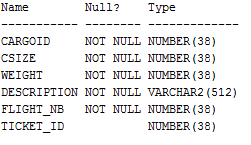 Name Null? Type
----------- -------- -------------
CARGOID NOT NULL NUMBER(38)
CSIZE NOT NULL NUMBER(38)
WEIGHT NOT NULL NUMBER(38)
DESCRIPTION NOT NULL VARCHAR2(512)
FLIGHT_NB NOT NULL NUMBER(38)
TICKET_ID NUMBER(38)